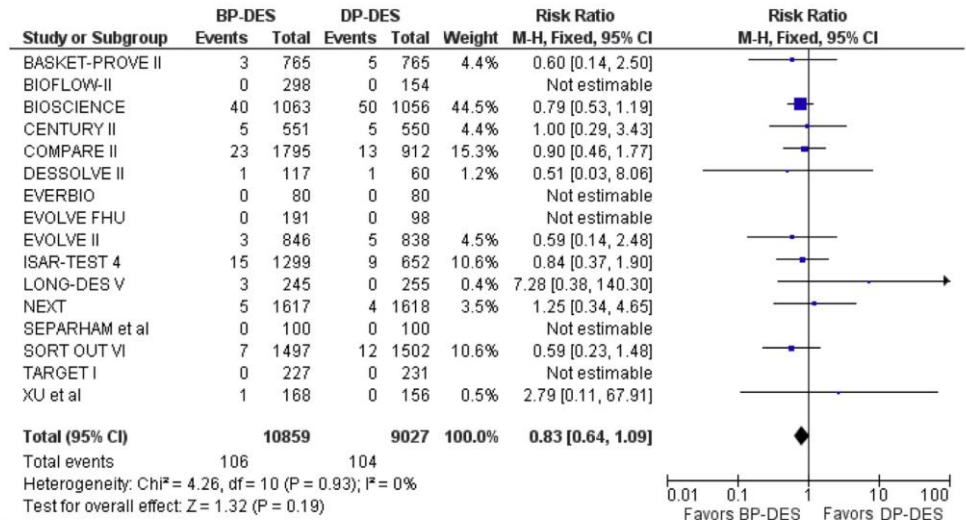 BP-DES DP-DES Risk Ratio Risk Ratio
Study or Subgroup Events Total Events Total Weight M-H, Fixed, 95% CI M-H, Fixed, 95% CI
BASKET-PROVE II 3 765 5 765 4.4% 0.60 [0.14, 2.50]
BIOFLOW-II 0 298 0 154 Not estimable
BIOSCIENCE 40 1063 50 1056 44.5% 0.79 [0.53, 1.19]
CENTURY II 5 551 5 550 4.4% 1.00 [0.29, 3.43]
COMPARE II 23 1795 13 912 15.3% 0.90 [0.46, 1.77]
DESSOLVE II 1 117 1 60 1.2% 0.51 [0.03, 8.06]
EVERBIO 0 80 0 80 Not estimable
EVOLVE FHU 0 191 0 98 Not estimable
EVOLVE II 3 846 5 838 4.5% 0.59 [0.14, 2.48]
ISAR-TEST 4 15 1299 9 652 10.6% 0.84 [0.37, 1.90]
LONG-DES V 3 245 0 255 0.4% 7.28 [0.38, 140.30]
NEXT 5 1617 4 1618 3.5% 1.25 [0.34, 4.65]
SEPARHAM et al 0 100 0 100 Not estimable
SORT OUT VI 7 1497 12 1502 10.6% 0.59 [0.23, 1.48]
TARGET I 0 227 0 231 Not estimable
XU et al 1 168 0 156 0.5% 2.79 [0.11, 67.91]
Total (95% CI) 10859 9027 100.0% 0.83 [0.64, 1.09]
Total events 106 104
Heterogeneity: Chi² = 4.26, df = 10 (P = 0.93); I² = 0%
Test for overall effect: Z = 1.32 (P = 0.19)
0.01 0.1 1 10 100
Favors BP-DES Favors DP-DES